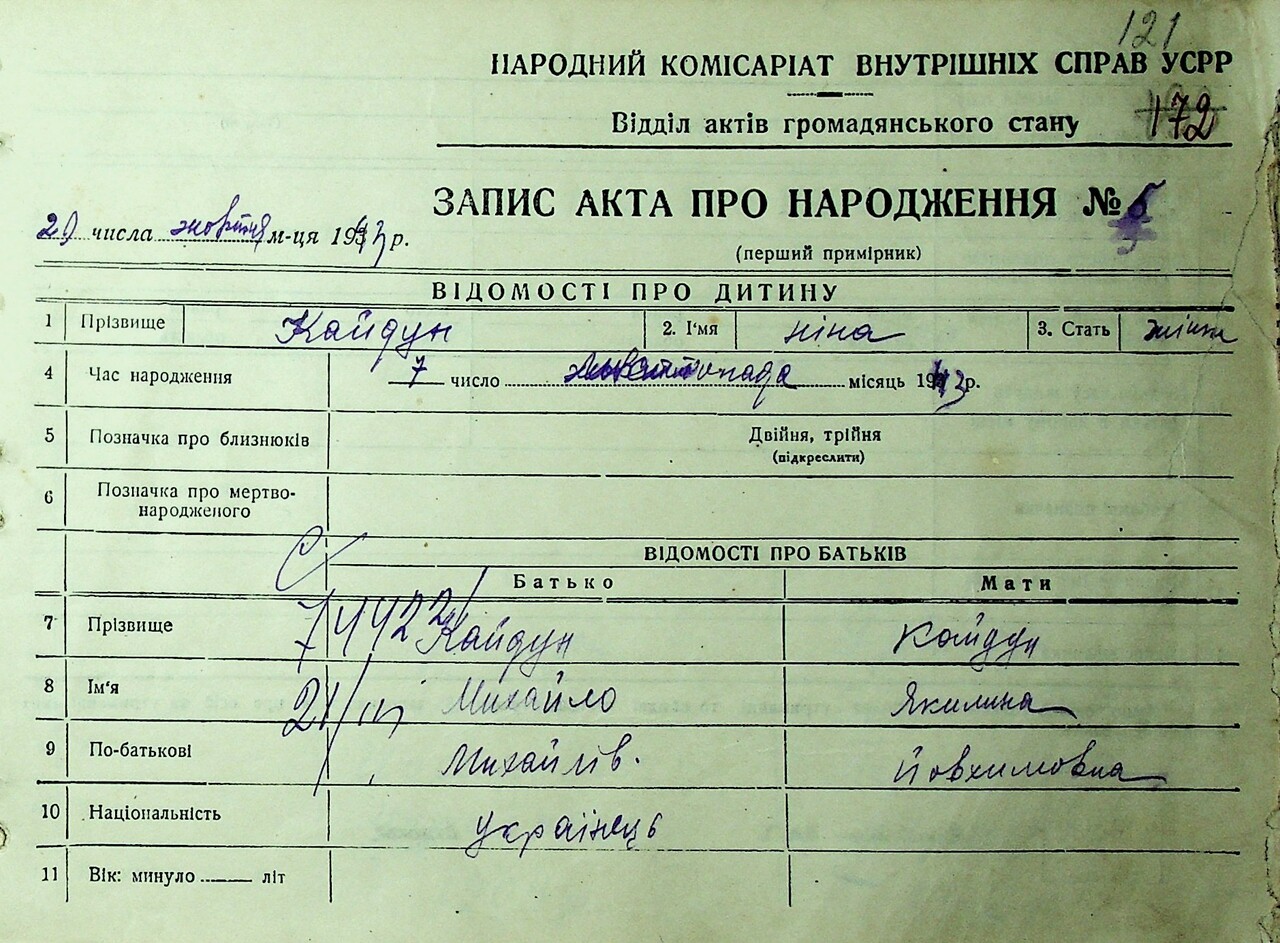 121
НАРОДНИЙ КОМІСАРІАТ ВНУТРІШНІХ СПРАВ УСРР
Відділ актів громадянського стану 172
ЗАПИС АКТА ПРО НАРОДЖЕННЯ №
числа жовтня м-ця 1943 р.
(перший примірник)
ВІДОМОСТІ ПРО ДИТИНУ
1 Прізвище Кайдун 2. І'мя ніна 3. Стать
4 Час народження 7 число місяць 1943 р.
5 Позначка про близнюків Двійня, трійня
(підкреслити)
6 Позначка про мертво-
народженого
ВІДОМОСТІ ПРО БАТЬКІВ
Батько Мати
7 Прізвище Кайдун Кайдун
8 Ім'я Михайло Якилина
9 По-батькові Михайлів. Йовхимовна
10 Національність українець
11 Вік: минуло літ